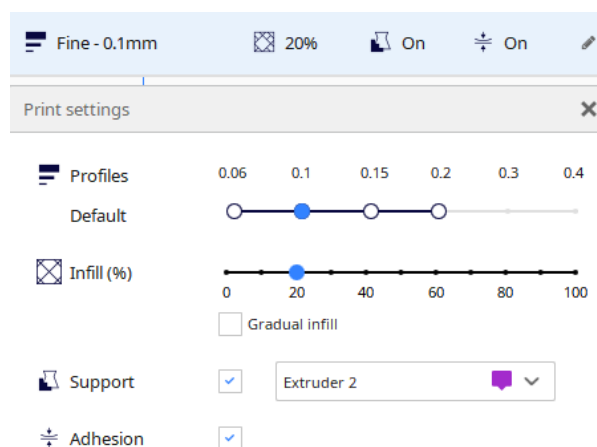 Fine - 0.1mm 20% On On
Print settings
Profiles 0.06 0.1 0.15 0.2 0.3 0.4
Default
Infill (%)
0 20 40 60 80 100
Gradual infill
Support Extruder 2
Adhesion